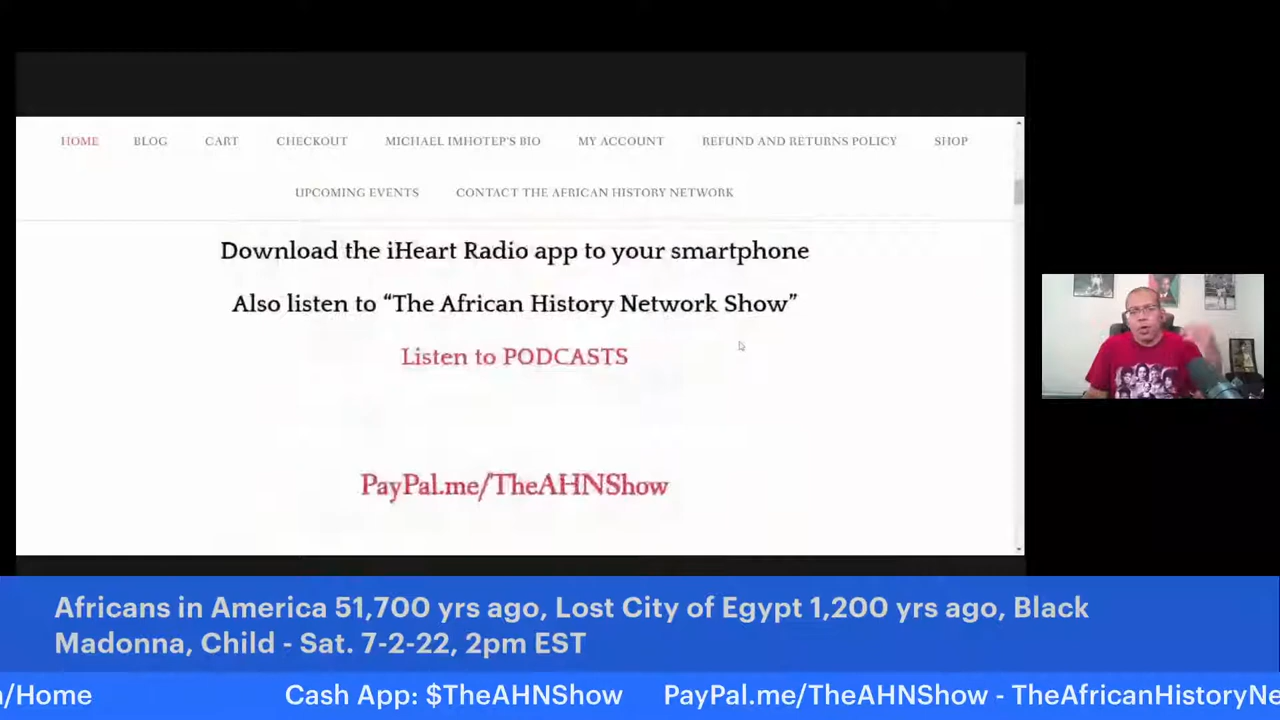 HOME BLOG CART CHECKOUT MICHAEL IMHOTEP'S BIO MY ACCOUNT REFUND AND RETURNS POLICY SHOP
UPCOMING EVENTS CONTACT THE AFRICAN HISTORY NETWORK
Download the iHeart Radio app to your smartphone
Also listen to “The African History Network Show”
Listen to PODCASTS
PayPal.me/TheAHNShow
Africans in America 51,700 yrs ago, Lost City of Egypt 1,200 yrs ago, Black
Madonna, Child - Sat. 7-2-22, 2pm EST
/Home Cash App: $TheAHNShow PayPal.me/TheAHNShow - TheAfricanHistoryNe